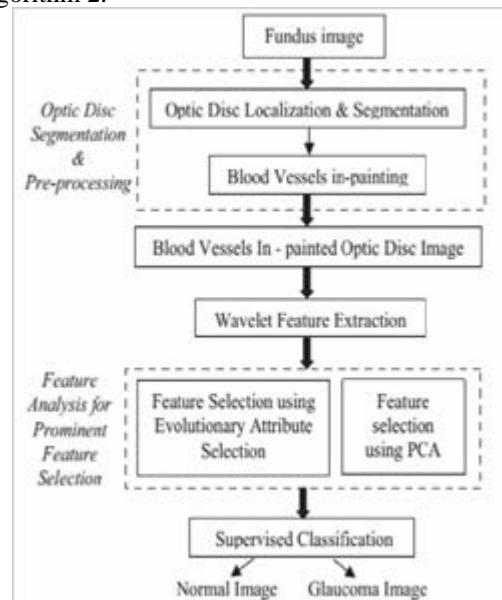 gorithm 2.
Fundus image
Optic Disc
Segmentation
&
Pre-processing
Optic Disc Localization & Segmentation
Blood Vessels in-painting
Blood Vessels In - painted Optic Disc Image
Wavelet Feature Extraction
Feature
Analysis for
Prominent
Feature
Selection
Feature Selection using
Evolutionary Attribute
Selection
Feature
selection
using PCA
Supervised Classification
Normal Image
Glaucoma Image